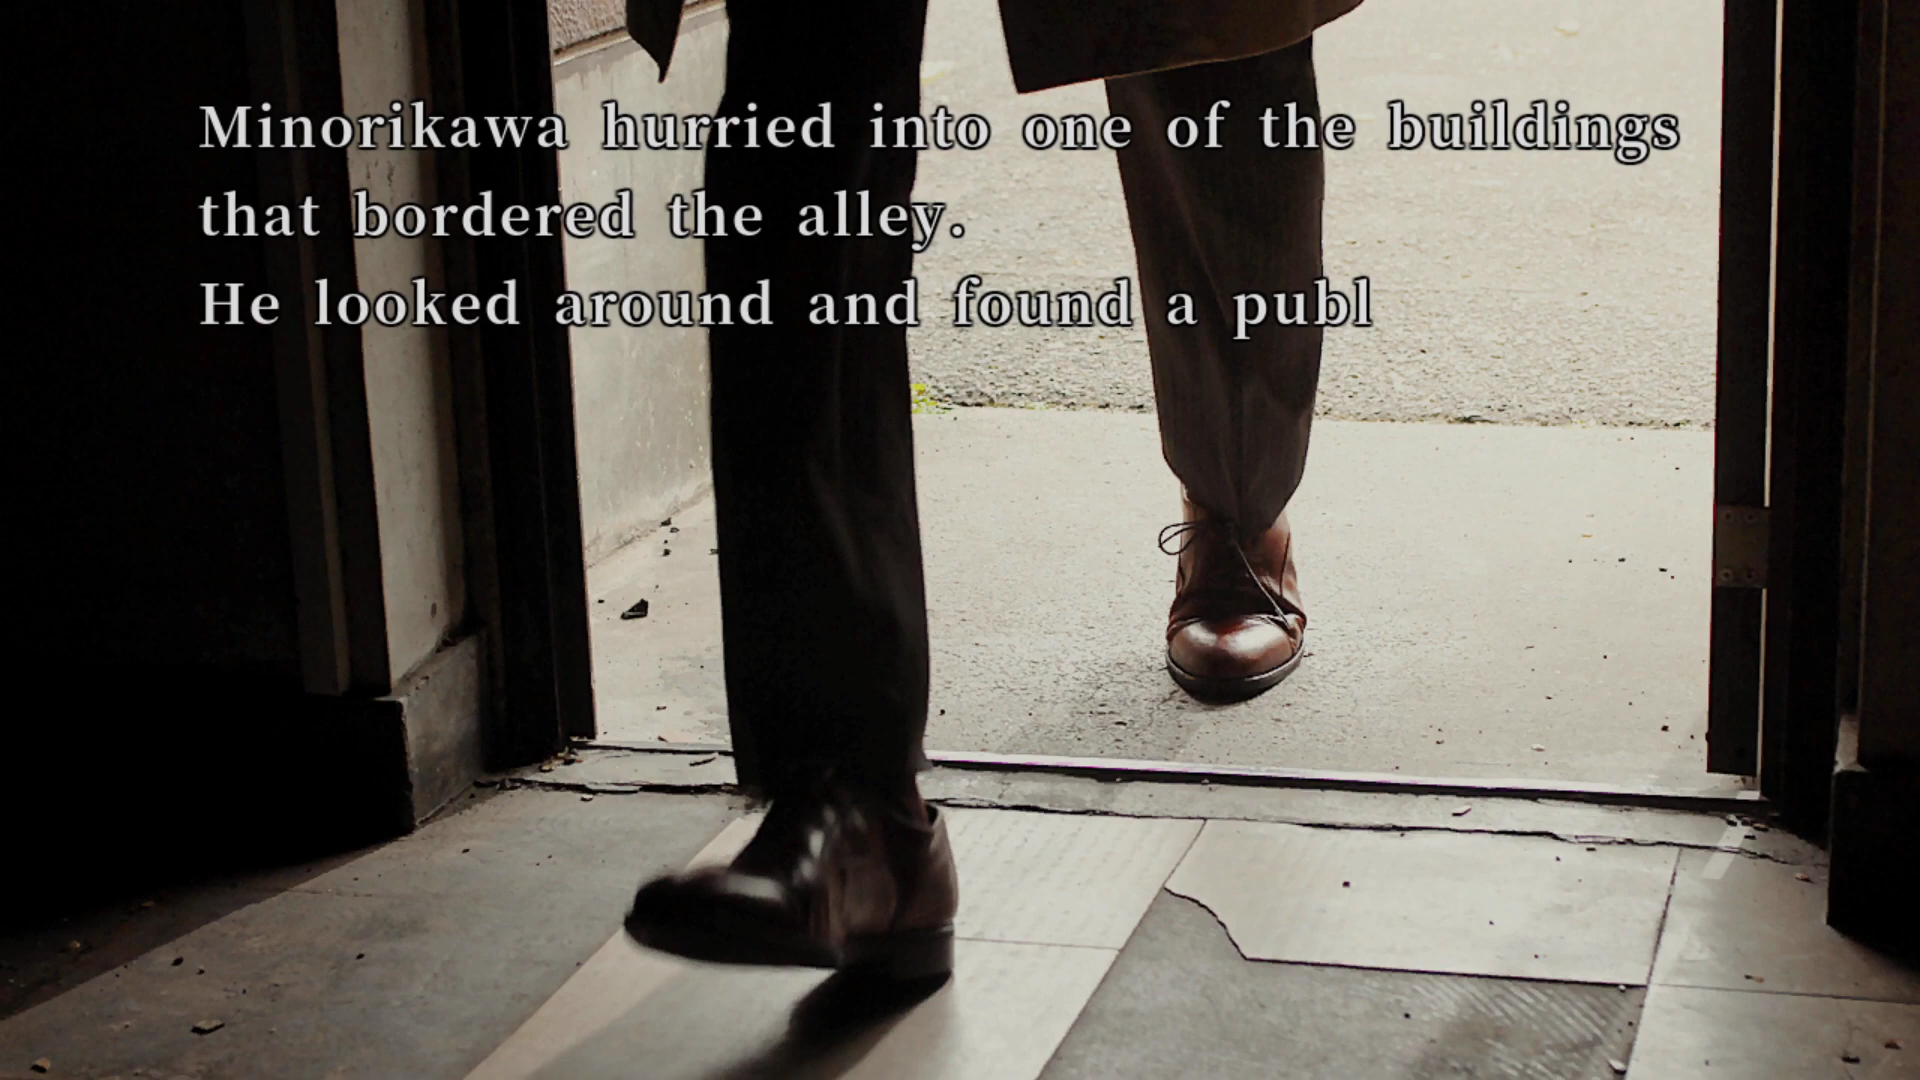 Minorikawa hurried into one of the buildings
that bordered the alley.
He looked around and found a publ